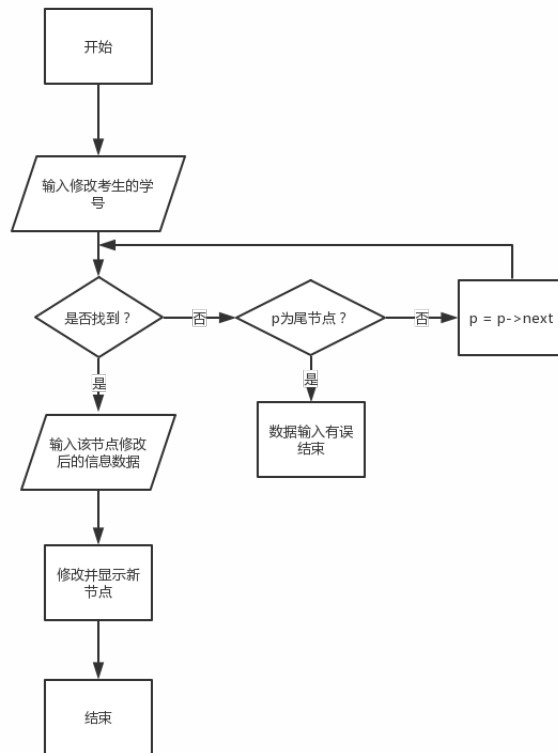 开始
输入修改考生的学
号
是否找到？
否
p为尾节点？
否
p = p->next
是
是
数据输入有误
结束
输入该节点修改
后的信息数据
修改并显示新
节点
结束